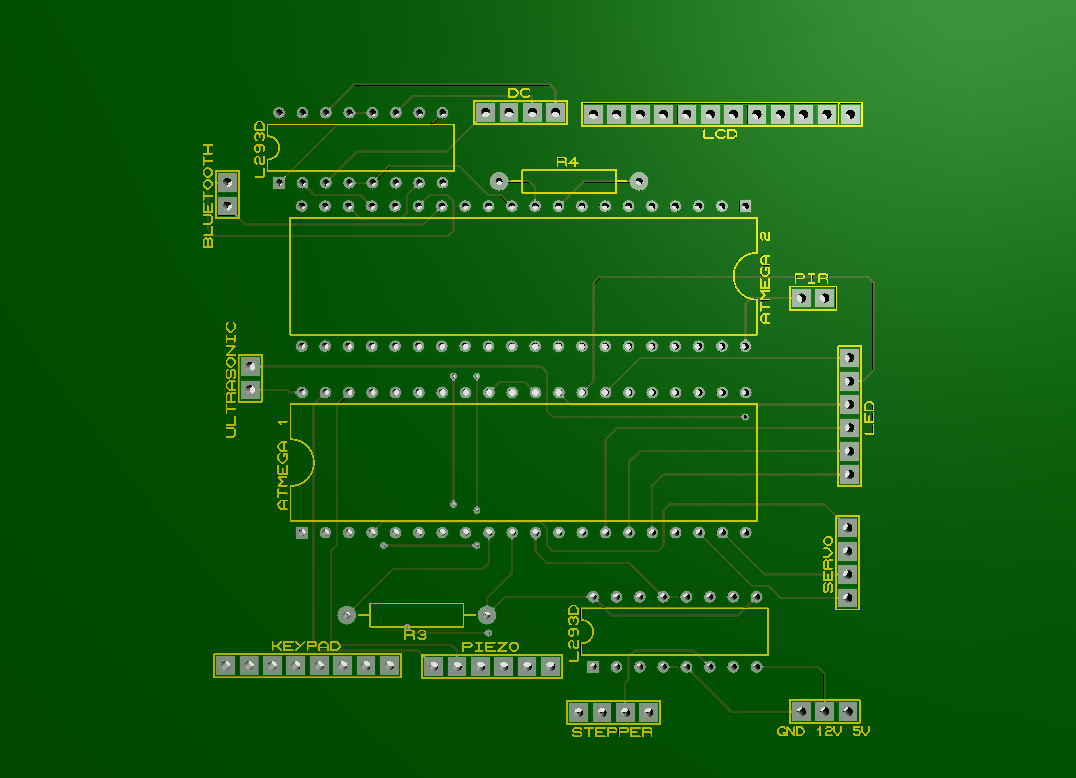 DC
LCD
L293D
BLUETOOTH
R4
ATMEGA 2
PIR
ULTRASONIC
ATMEGA 1
LED
SERVO
R3
L293D
KEYPAD
PIEZO
STEPPER
GND 12V 5V